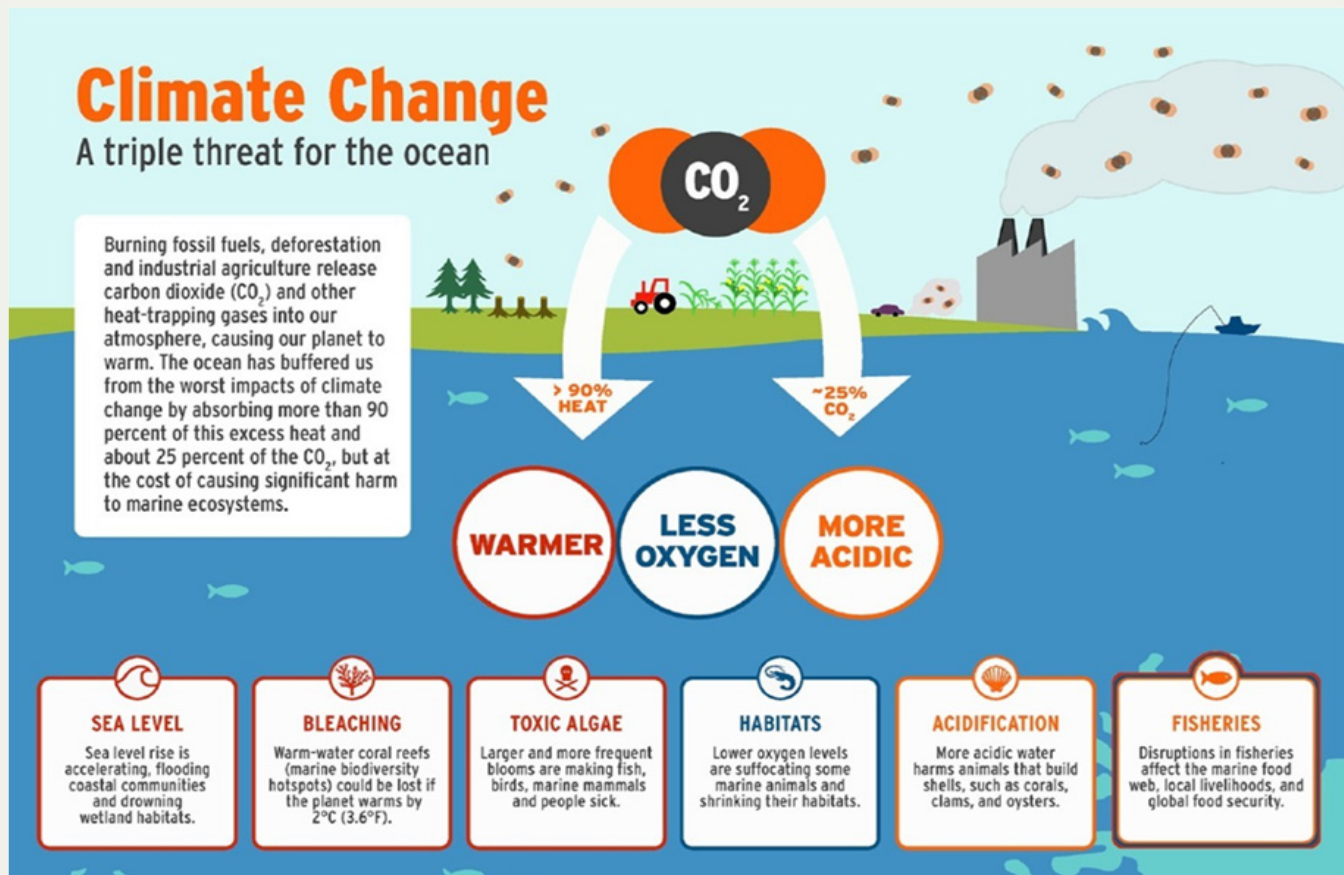 Climate Change
A triple threat for the ocean
Burning fossil fuels, deforestation
and industrial agriculture release
carbon dioxide (CO₂) and other
heat-trapping gases into our
atmosphere, causing our planet to
warm. The ocean has buffered us
from the worst impacts of climate
change by absorbing more than 90
percent of this excess heat and
about 25 percent of the CO₂, but at
the cost of causing significant harm
to marine ecosystems.
CO₂
> 90%
HEAT
~25%
CO₂
WARMER
LESS
OXYGEN
MORE
ACIDIC
SEA LEVEL
Sea level rise is
accelerating, flooding
coastal communities
and drowning
wetland habitats.
BLEACHING
Warm-water coral reefs
(marine biodiversity
hotspots) could be lost if
the planet warms by
2°C (3.6°F).
TOXIC ALGAE
Larger and more frequent
blooms are making fish,
birds, marine mammals
and people sick.
HABITATS
Lower oxygen levels
are suffocating some
marine animals and
shrinking their habitats.
ACIDIFICATION
More acidic water
harms animals that build
shells, such as corals,
clams, and oysters.
FISHERIES
Disruptions in fisheries
affect the marine food
web, local livelihoods, and
global food security.